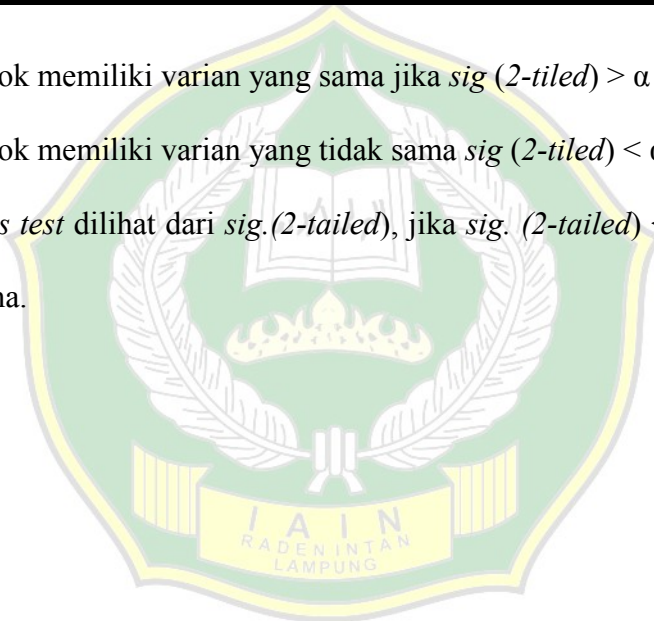 ok memiliki varian yang sama jika sig (2-tiled) > α
ok memiliki varian yang tidak sama sig (2-tiled) <
s test dilihat dari sig.(2-tailed), jika sig. (2-tailed)
na.
I A I N
RADEN INTAN
LAMPUNG